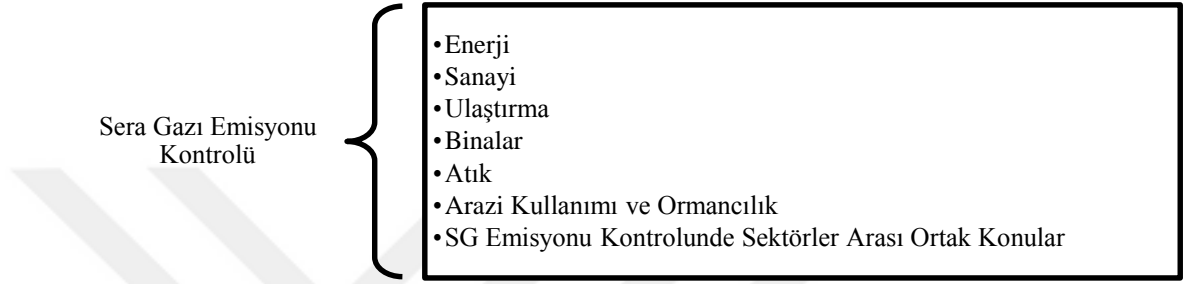 Sera Gazı Emisyonu
Kontrolü
•Enerji
•Sanayi
•Ulaştırma
•Binalar
•Atık
•Arazi Kullanımı ve Ormancılık
•SG Emisyonu Kontrolunde Sektörler Arası Ortak Konular